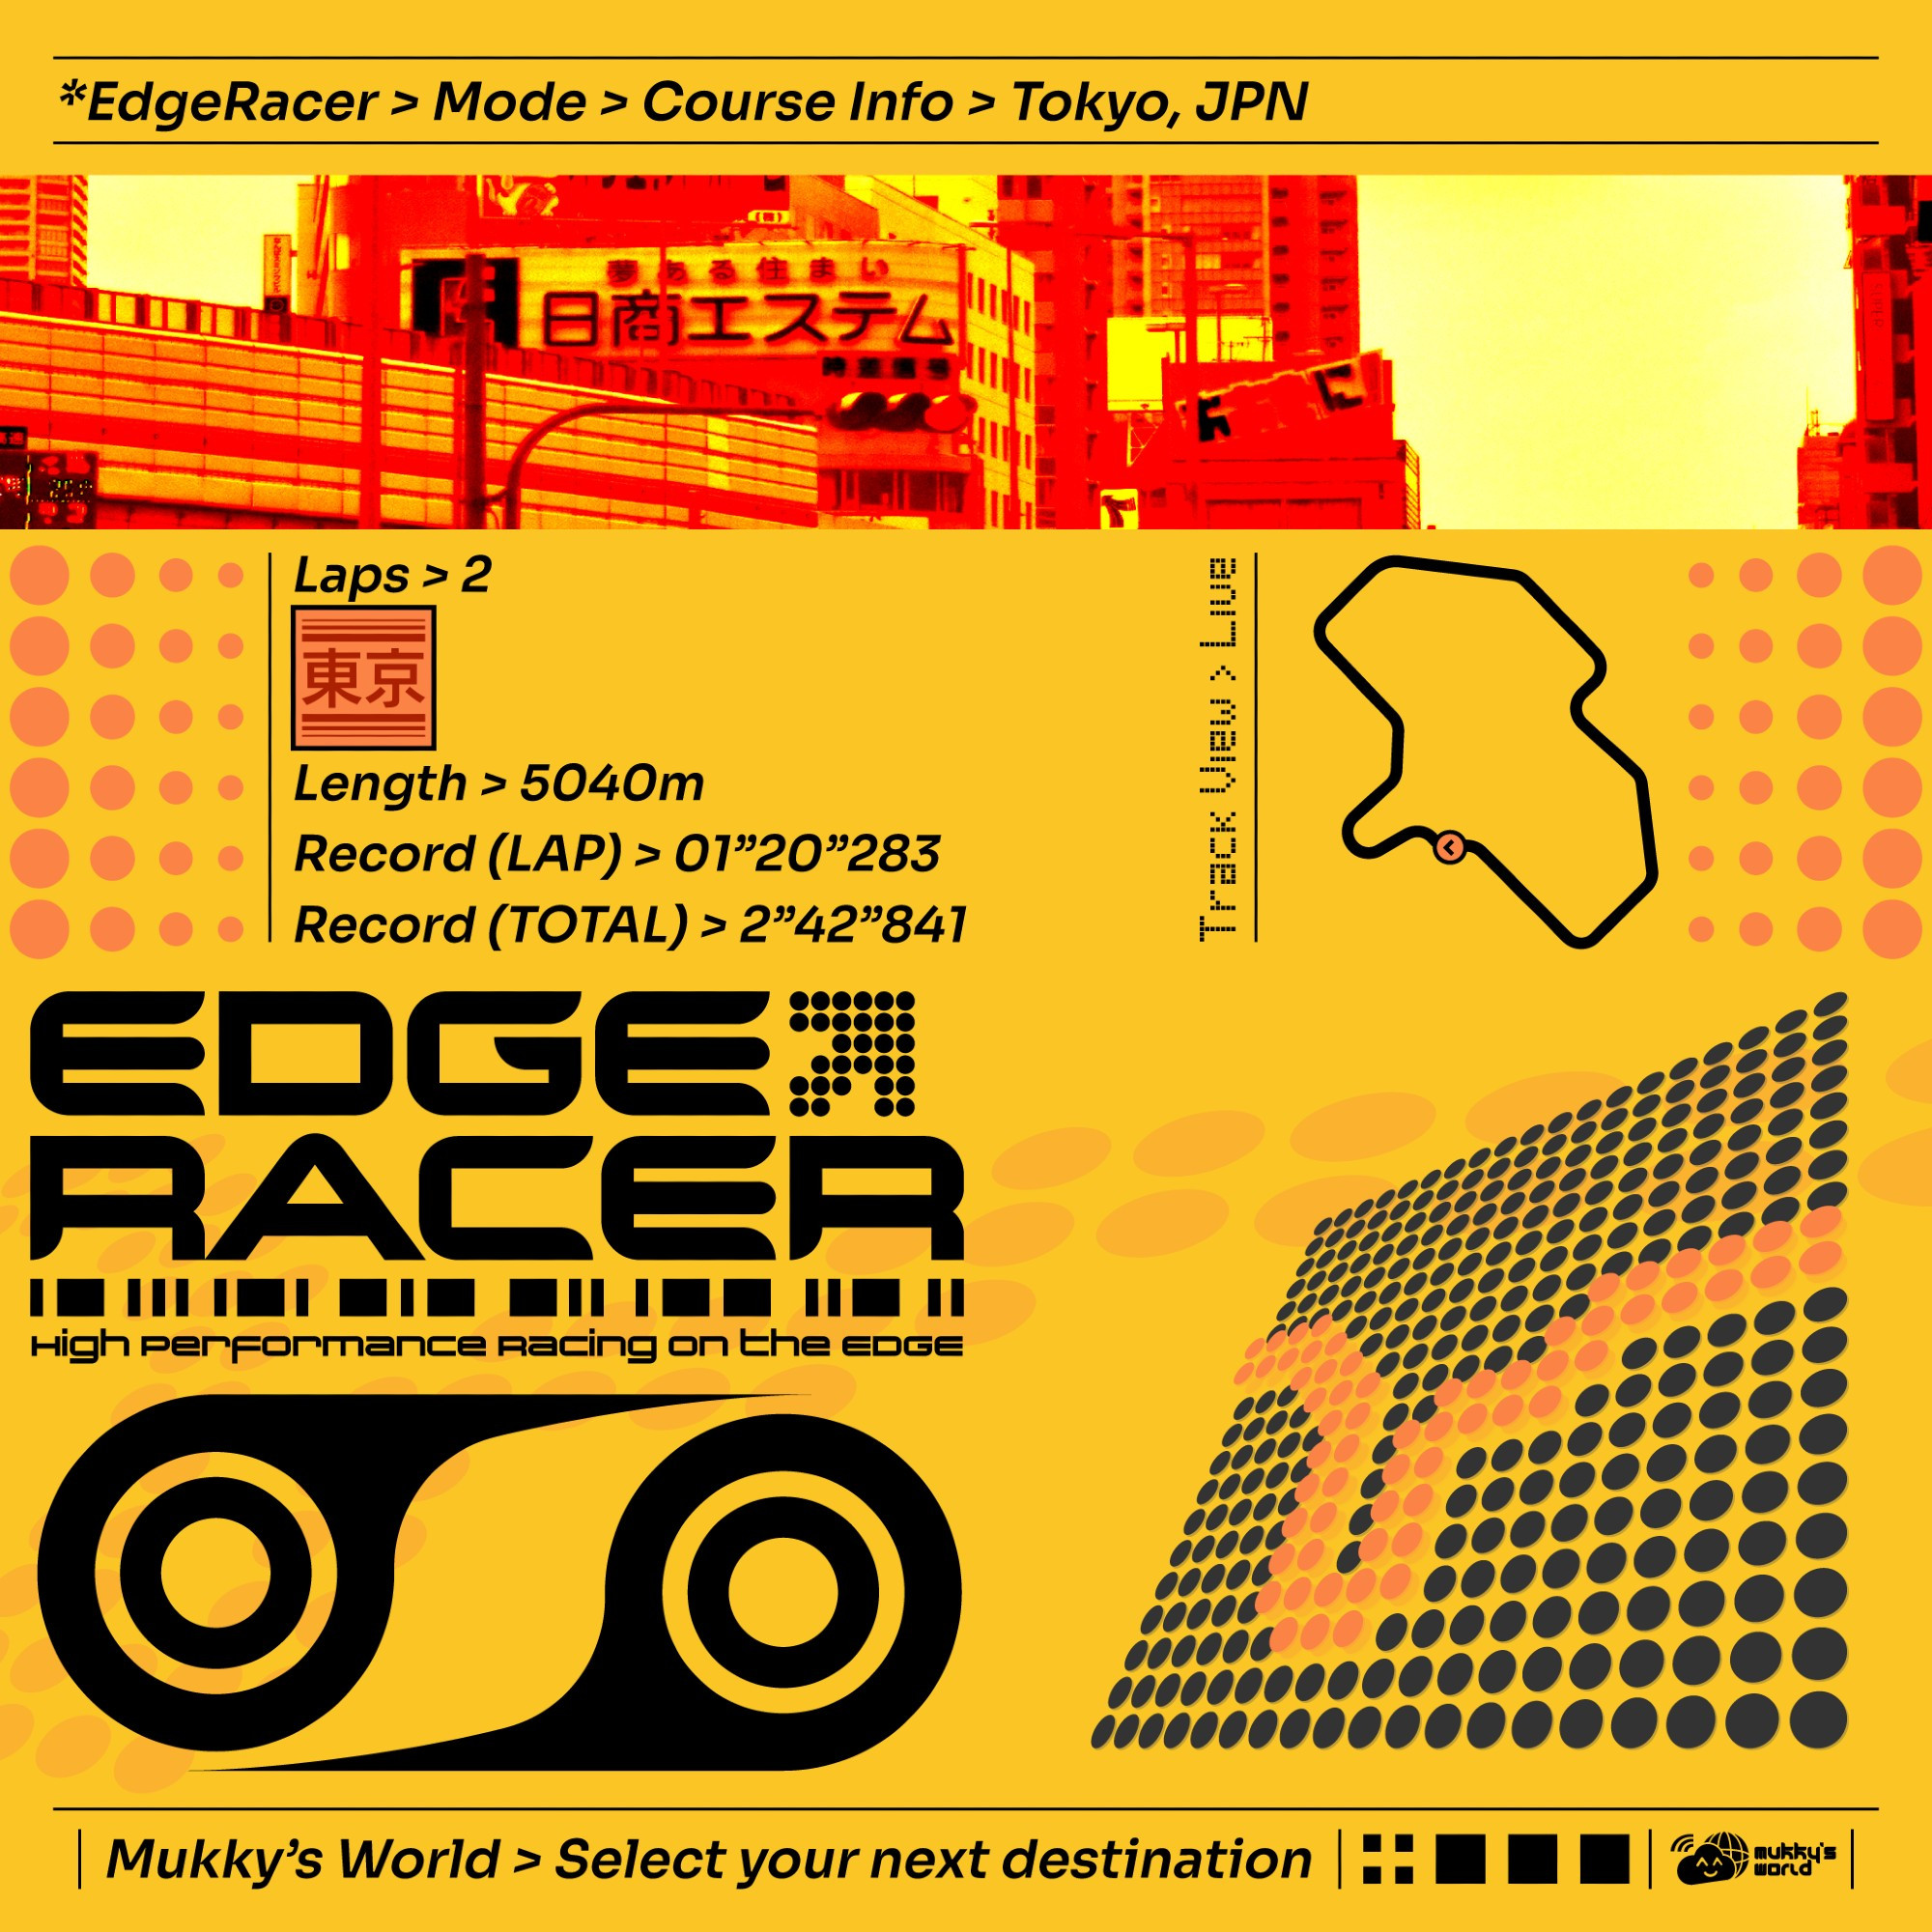 *EdgeRacer > Mode > Course Info > Tokyo, JPN
夢ある住まい
日商エステム
Laps > 2
東京
Length > 5040m
Record (LAP) > 01”20”283
Record (TOTAL) > 2”42”841
Track View > Live
EDGE
RACER
High Performance Racing on the EDGE
Mukky’s World > Select your next destination
mukky's
world